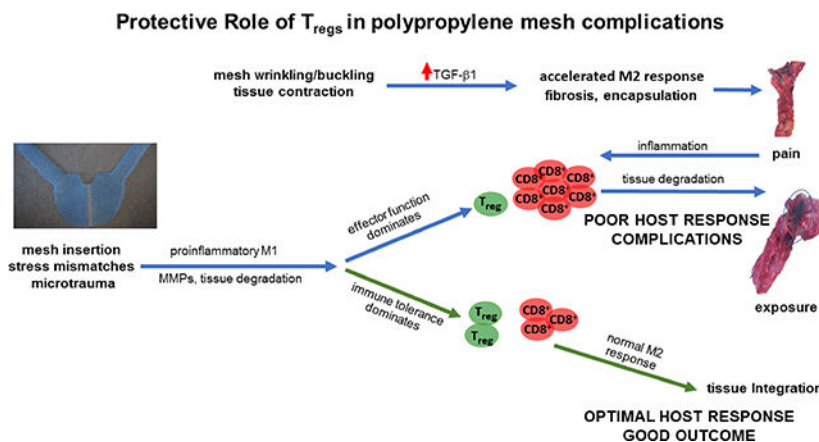 Protective Role of Tregs in polypropylene mesh complications
mesh wrinkling/buckling
tissue contraction
TGF-β1
accelerated M2 response
fibrosis, encapsulation
inflammation
pain
CD8+
CD8+ CD8+
CD8+
CD8+ CD8+
CD8+
tissue degradation
Treg
effector function
dominates
POOR HOST RESPONSE
COMPLICATIONS
mesh insertion
stress mismatches
microtrauma
proinflammatory M1
MMPs, tissue degradation
exposure
immune tolerance
dominates
Treg
Treg
CD8+
CD8+
CD8+
normal M2
response
tissue Integration
OPTIMAL HOST RESPONSE
GOOD OUTCOME